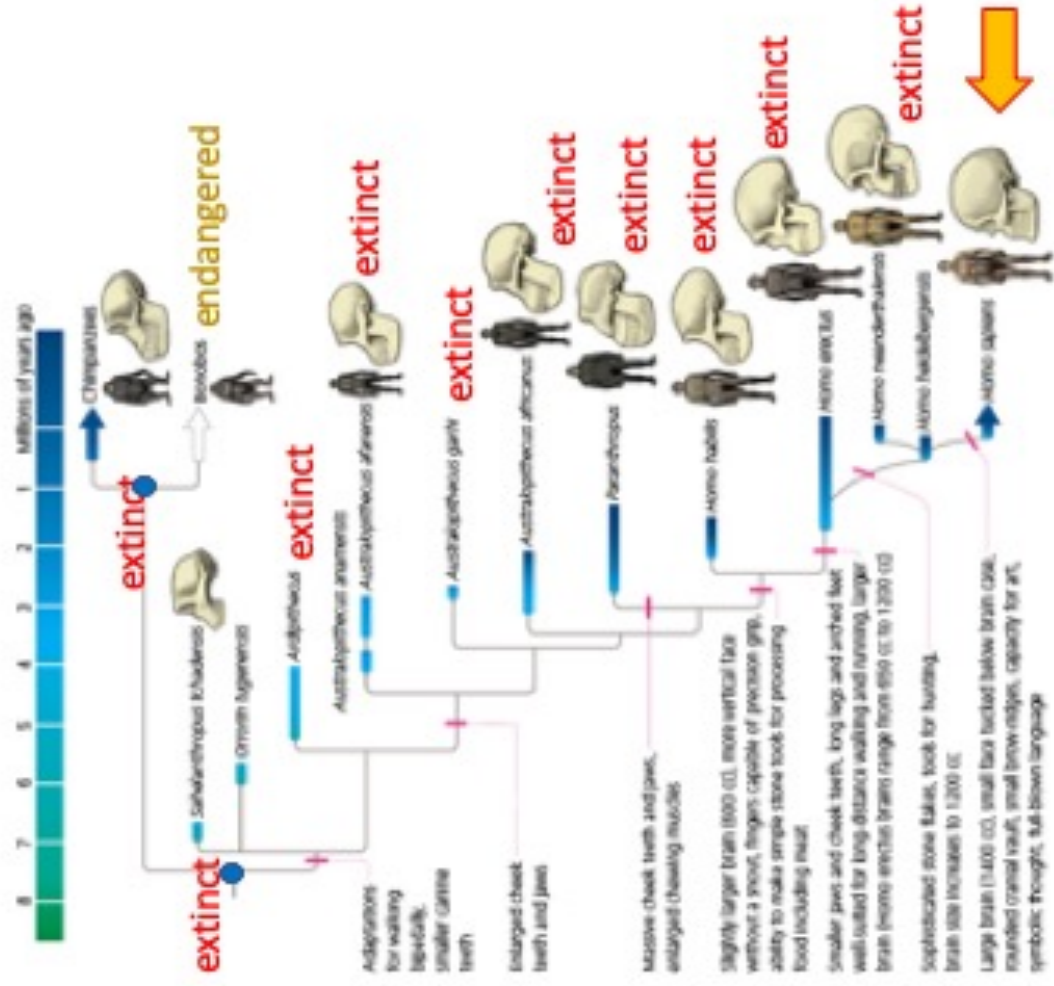 Millions of years ago
8
7
6
5
4
3
2
1
Chimpanzees
extinct
Bonobos
endangered
Sahelanthropus tchadensis
Orrorin tugenensis
extinct
Ardipithecus
extinct
Australopithecus anamensis
Australopithecus afarensis
extinct
Australopithecus garhi
extinct
Australopithecus africanus
extinct
Paranthropus
extinct
Homo habilis
extinct
Homo erectus
extinct
Homo neanderthalensis
extinct
Homo heidelbergensis
Homo sapiens
Adaptations
for walking
bipedally,
smaller canine
teeth
Enlarged cheek
teeth and jaws
Massive cheek teeth and jaws,
enlarged chewing muscles
Slightly larger brain (690 cc), more vertical face
without a snout, fingers capable of precision grip,
ability to make simple stone tools for processing
food including meat
Smaller jaws and cheek teeth, long legs and arched feet
well-suited for long-distance walking and running, larger
brain (Homo erectus brains range from 650 cc to 1200 cc)
Sophisticated stone flakes, tools for hunting,
brain size increases to 1200 cc
Large brain (1400 cc), small face tucked below brain case,
rounded cranial vault, small brow ridges, capacity for art,
symbolic thought, full-blown language